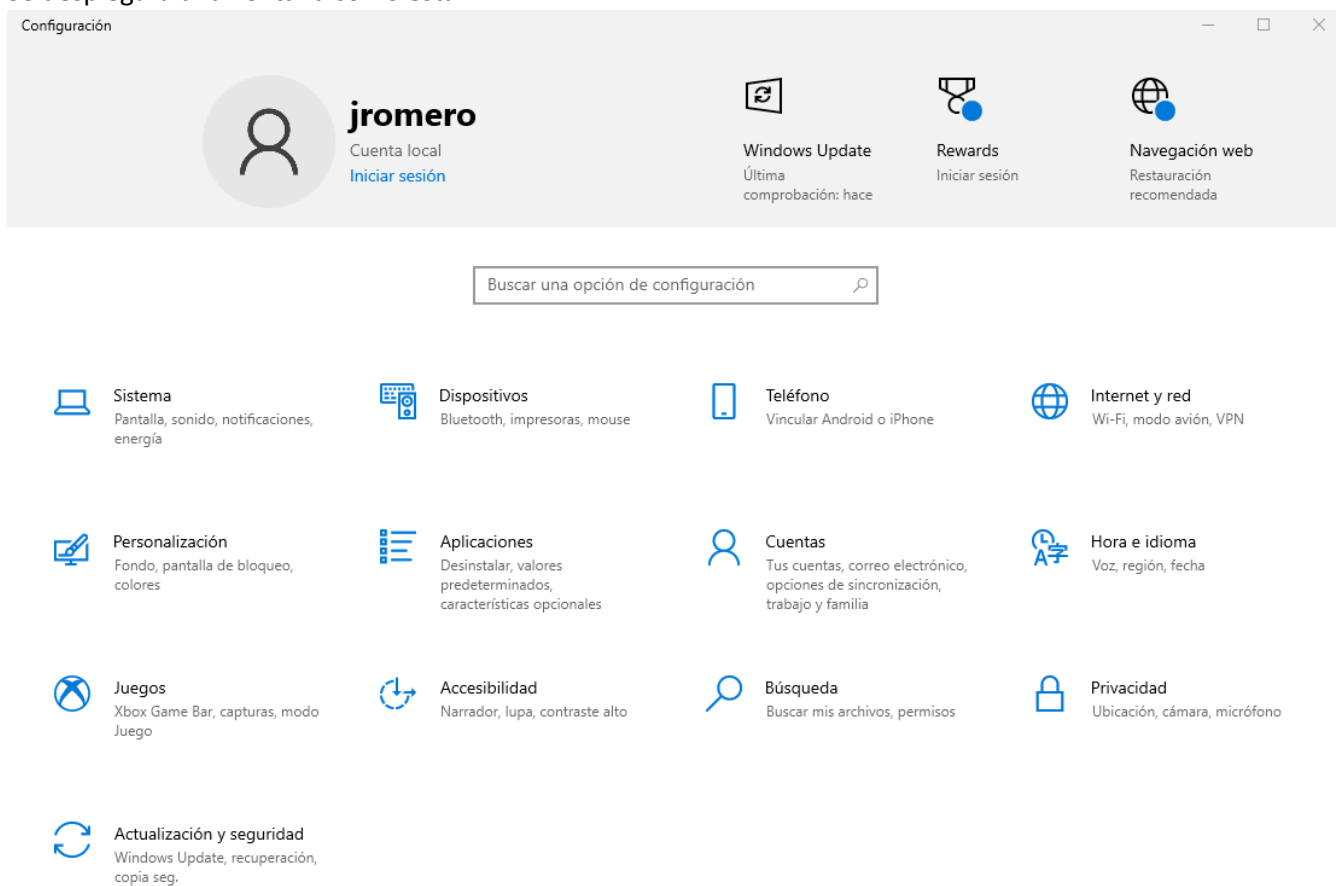 Configuración
jromero
Cuenta local
Iniciar sesión
Windows Update
Última
comprobación: hace
Rewards
Iniciar sesión
Navegación web
Restauración
recomendada
Buscar una opción de configuración
Sistema
Pantalla, sonido, notificaciones,
energía
Dispositivos
Bluetooth, impresoras, mouse
Teléfono
Vincular Android o iPhone
Internet y red
Wi-Fi, modo avión, VPN
Personalización
Fondo, pantalla de bloqueo,
colores
Aplicaciones
Desinstalar, valores
predeterminados,
características opcionales
Cuentas
Tus cuentas, correo electrónico,
opciones de sincronización,
trabajo y familia
Hora e idioma
Voz, región, fecha
Juegos
Xbox Game Bar, capturas, modo
Juego
Accesibilidad
Narrador, lupa, contraste alto
Búsqueda
Buscar mis archivos, permisos
Privacidad
Ubicación, cámara, micrófono
Actualización y seguridad
Windows Update, recuperación,
copia seg.